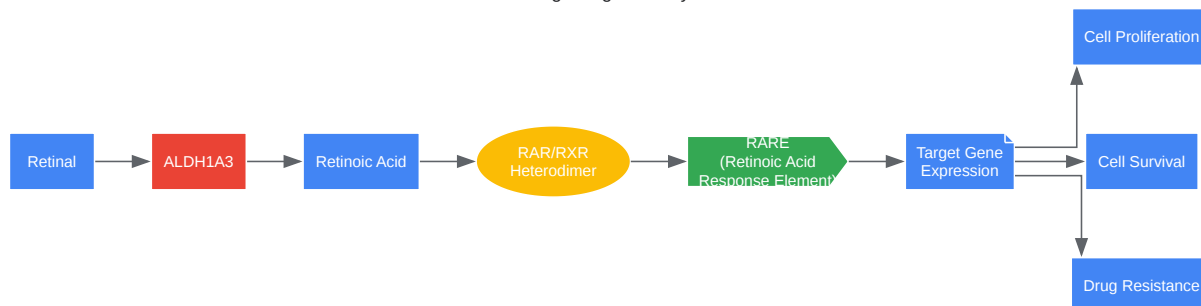 Retinal
ALDH1A3
Retinoic Acid
RAR/RXR
Heterodimer
RARE
(Retinoic Acid
Response Element)
Target Gene
Expression
Cell Proliferation
Cell Survival
Drug Resistance